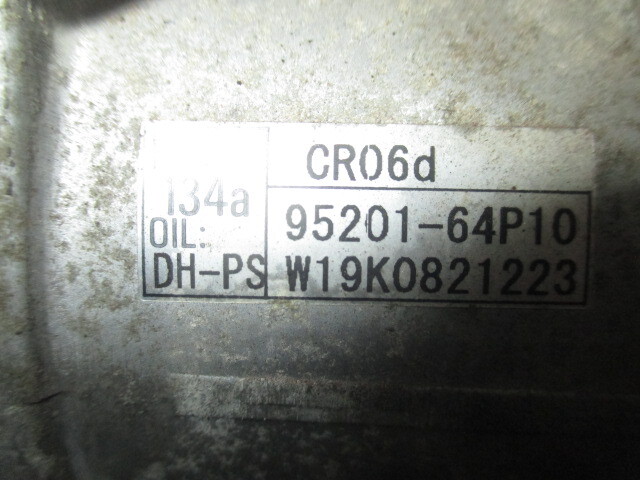 CR06d
134a
OIL:
DH-PS
95201-64P10
W19K0821223